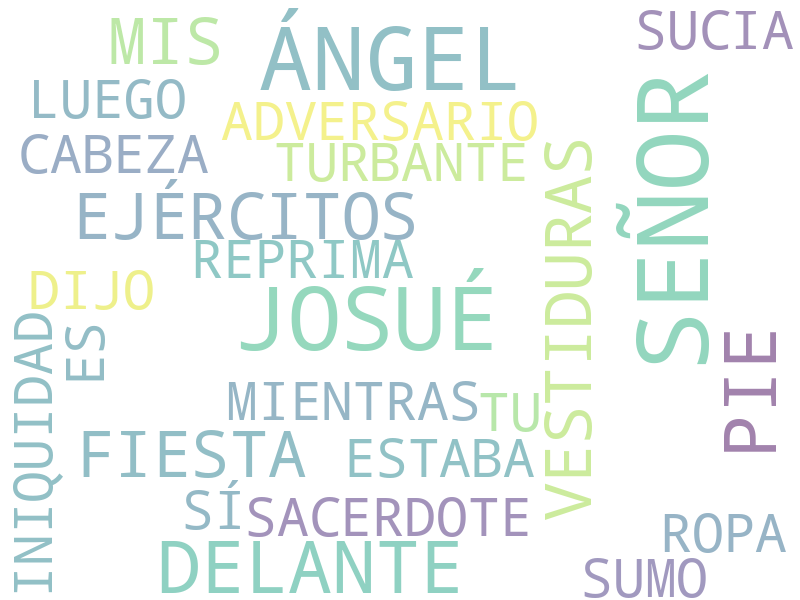 MIS
ÁNGEL
SUCIA
LUEGO
ADVERSARIO
CABEZA
TURBANTE
SEÑOR
VESTIDURAS
EJÉRCITOS
REPRIMA
DIJO
JOSUÉ
INIQUIDAD
ES
PIE
MIENTRAS
TU
FIESTA
ESTABA
SÍ
SACERDOTE
ROPA
DELANTE
SUMO